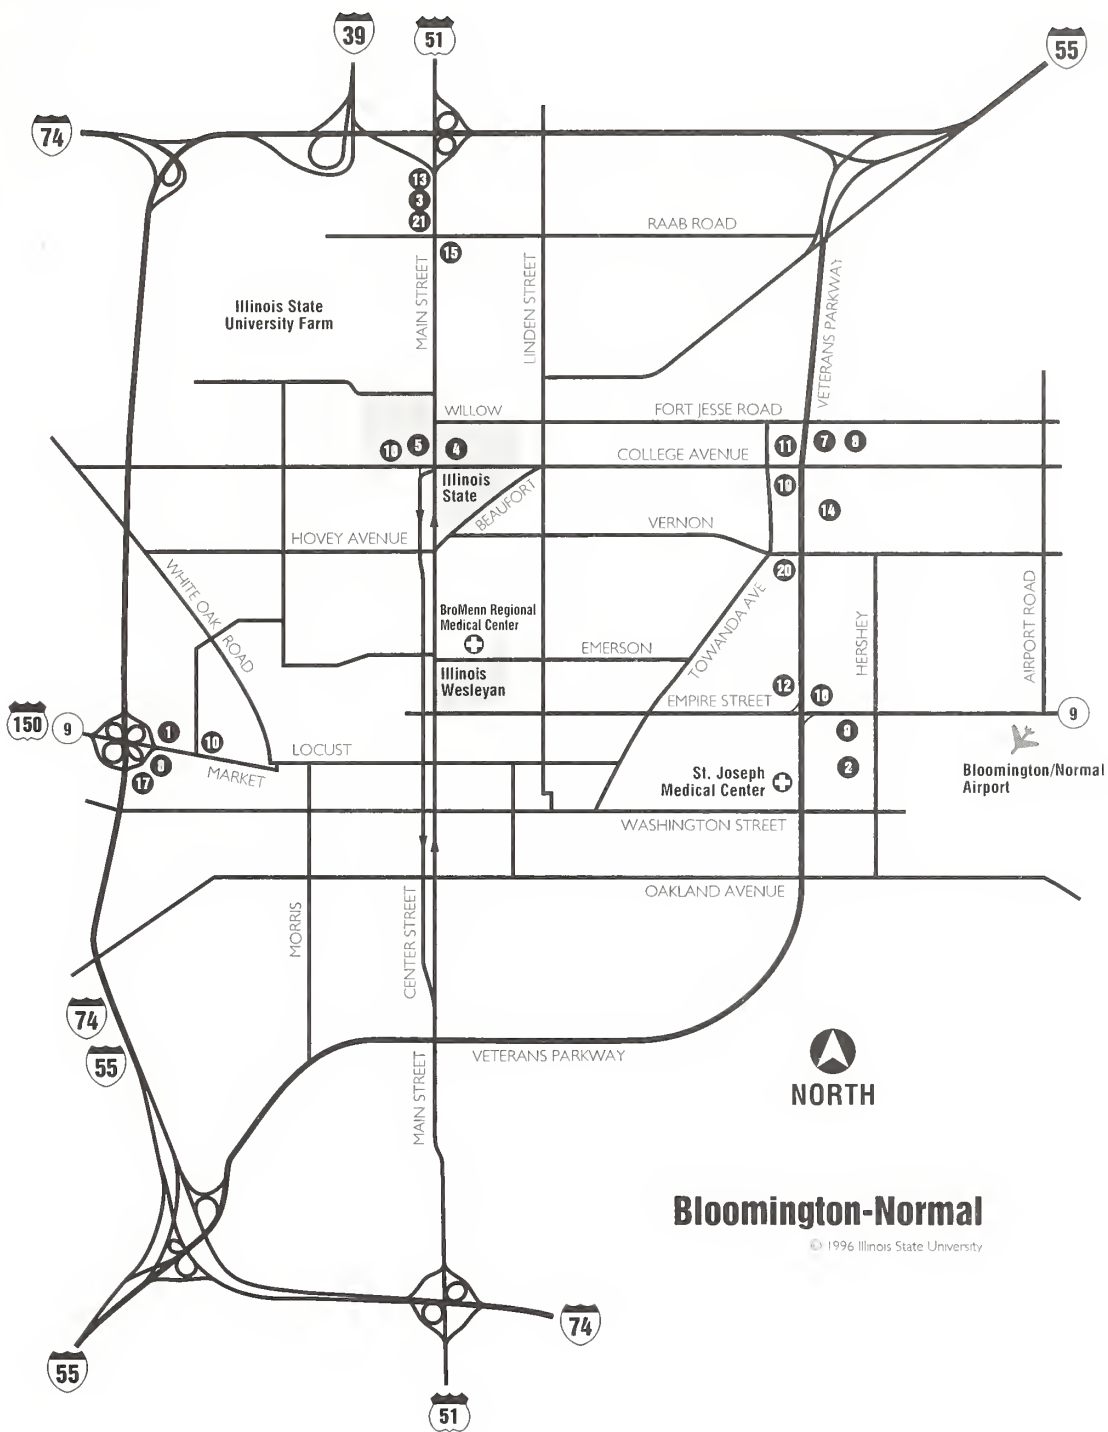 39
51
55
74
13
3
21
RAAB ROAD
15
MAIN STREET
LINDEN STREET
VETERANS PARKWAY
Illinois State
University Farm
WILLOW
FORT JESSE ROAD
5
4
11
7
COLLEGE AVENUE
Illinois
State
BEAUFORT
14
VERNON
HOVEY AVENUE
WHITE OAK ROAD
20
TOWANDA AVE
HERSHEY
AIRPORT ROAD
BroMenn Regional
Medical Center
EMERSON
Illinois
Wesleyan
12
EMPIRE STREET
150
9
1
10
9
LOCUST
MARKET
17
2
St. Joseph
Medical Center
Bloomington/Normal
Airport
WASHINGTON STREET
OAKLAND AVENUE
MORRIS
CENTER STREET
74
55
VETERANS PARKWAY
MAIN STREET
NORTH
Bloomington-Normal
© 1996 Illinois State University
74
55
51